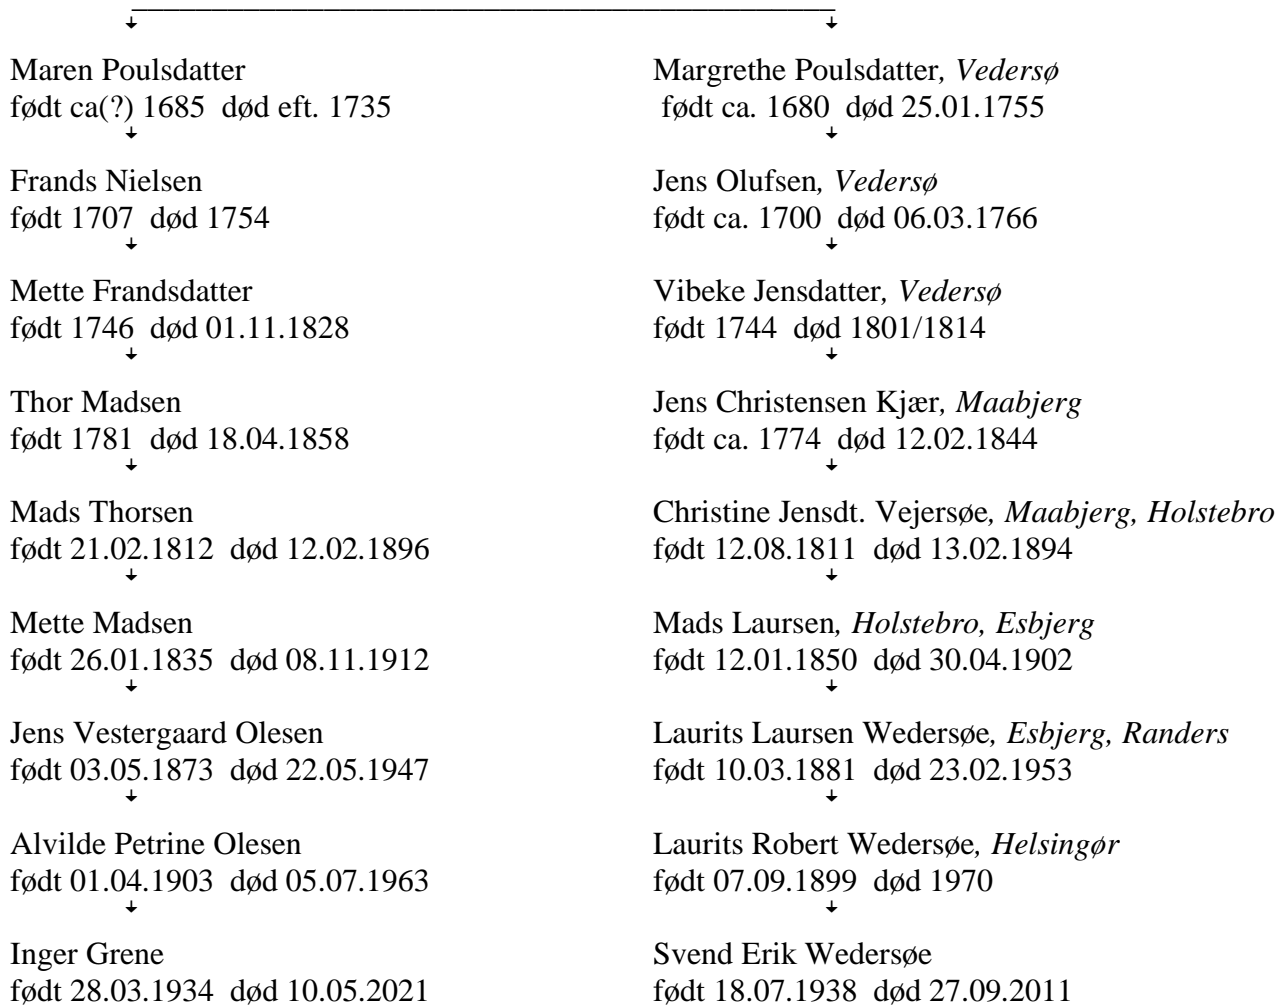 Maren Poulsdatter
født ca(?) 1685 død eft. 1735
Frands Nielsen
født 1707 død 1754
Mette Frandsdatter
født 1746 død 01.11.1828
Thor Madsen
født 1781 død 18.04.1858
Mads Thorsen
født 21.02.1812 død 12.02.1896
Mette Madsen
født 26.01.1835 død 08.11.1912
Jens Vestergaard Olesen
født 03.05.1873 død 22.05.1947
Alvilde Petrine Olesen
født 01.04.1903 død 05.07.1963
Inger Grene
født 28.03.1934 død 10.05.2021
Margrethe Poulsdatter, Vedersø
født ca. 1680 død 25.01.1755
Jens Olufsen, Vedersø
født ca. 1700 død 06.03.1766
Vibeke Jensdatter, Vedersø
født 1744 død 1801/1814
Jens Christensen Kjær, Maabjerg
født ca. 1774 død 12.02.1844
Christine Jensdt. Vejersøe, Maabjerg, Holstebro
født 12.08.1811 død 13.02.1894
Mads Laursen, Holstebro, Esbjerg
født 12.01.1850 død 30.04.1902
Laurits Laursen Wedersøe, Esbjerg, Randers
født 10.03.1881 død 23.02.1953
Laurits Robert Wedersøe, Helsingør
født 07.09.1899 død 1970
Svend Erik Wedersøe
født 18.07.1938 død 27.09.2011